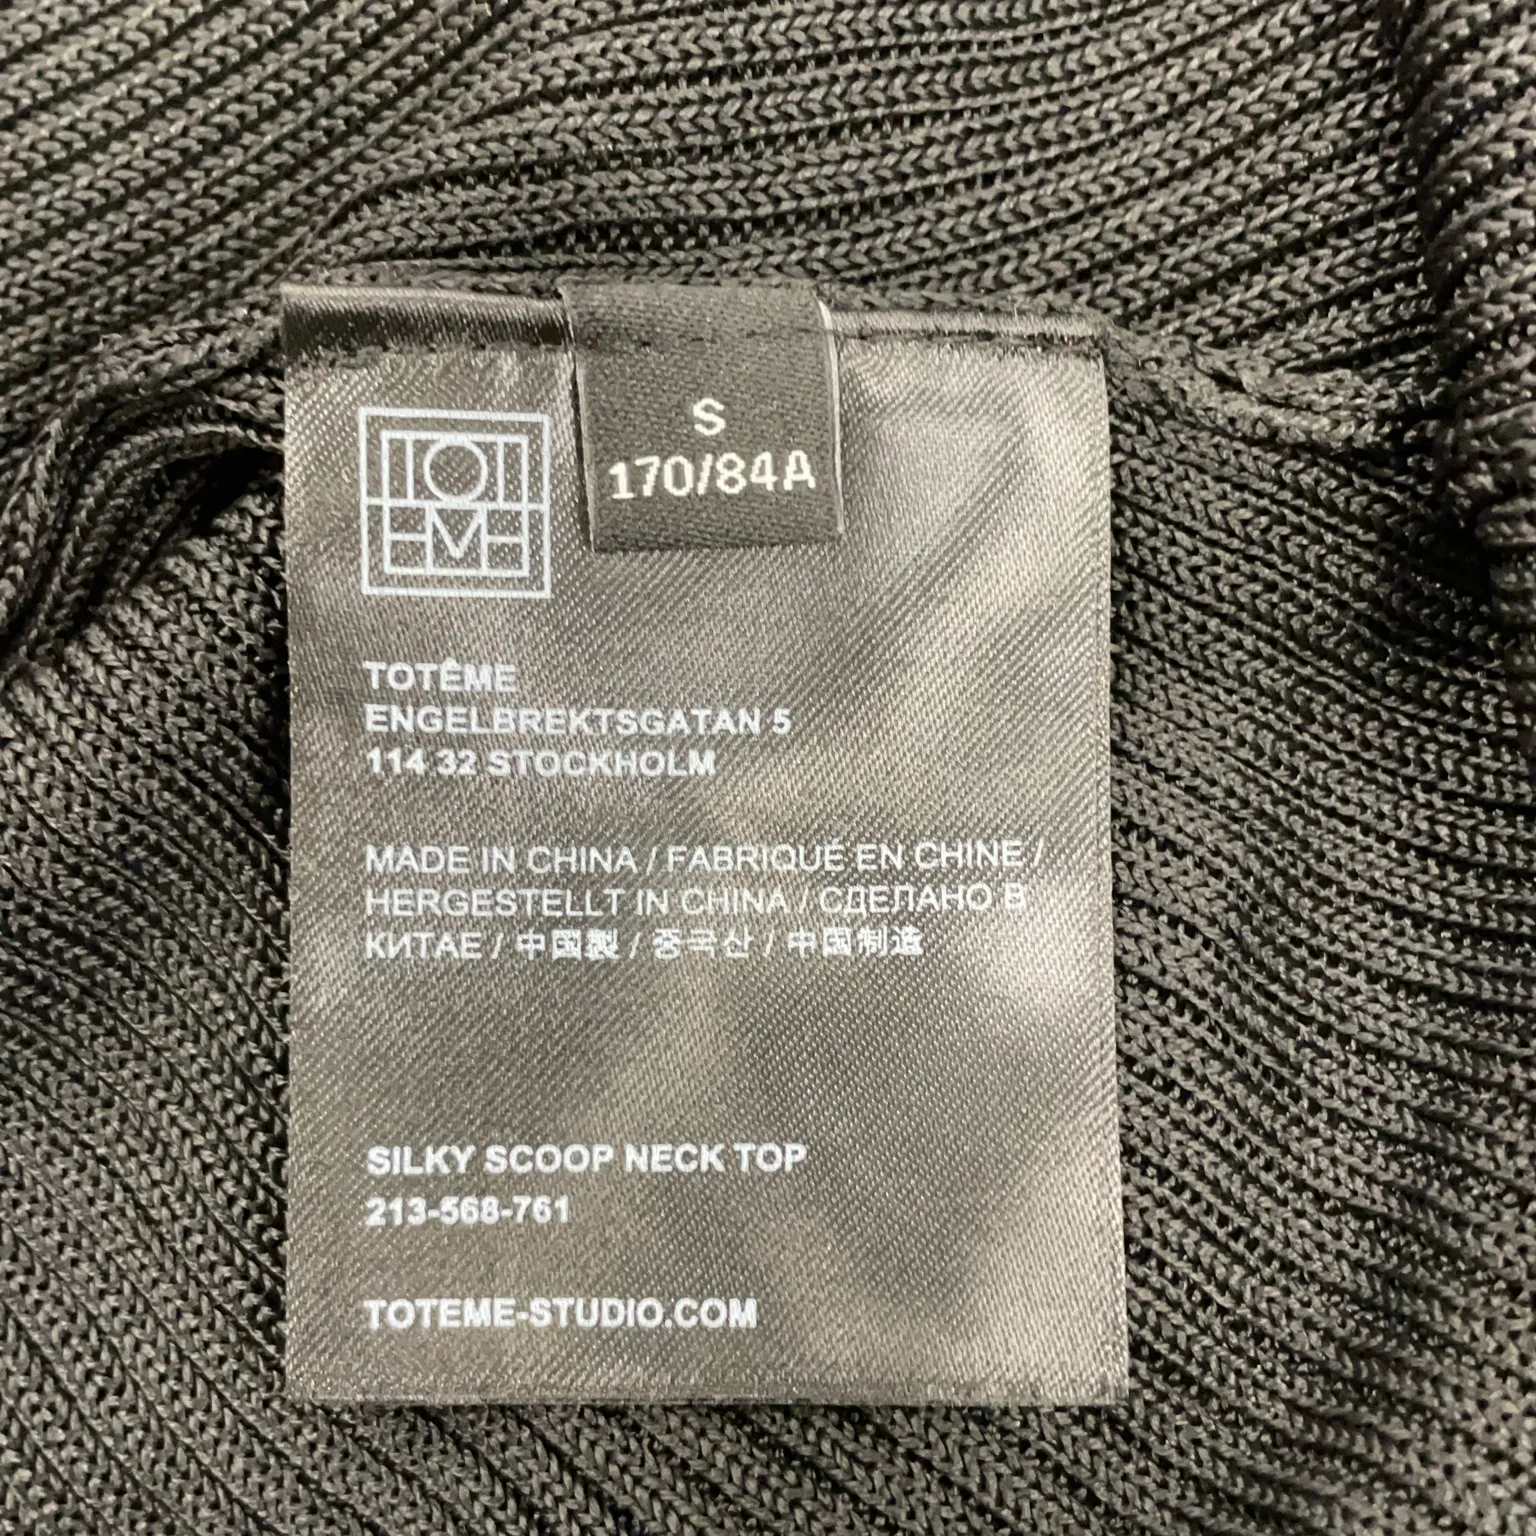 S
170/84A
TOTEME
TOTÊME
ENGELBREKTSGATAN 5
114 32 STOCKHOLM
MADE IN CHINA / FABRIQUÉ EN CHINE /
HERGESTELLT IN CHINA / СДЕЛАНО В
КИТАЕ / 中国製 / 중국산 / 中国制造
SILKY SCOOP NECK TOP
213-568-761
TOTEME-STUDIO.COM